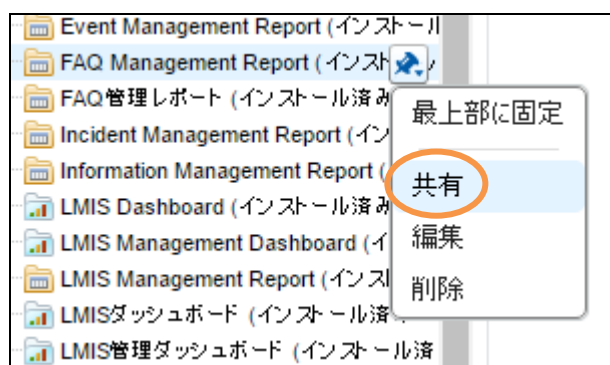 Event Management Report (インストール
FAQ Management Report (インスト
FAQ管理レポート (インストール済み
Incident Management Report (イン
Information Management Report (
LMIS Dashboard (インストール済み
LMIS Management Dashboard (イ
LMIS Management Report (インス
LMISダッシュボード (インストール済
LMIS管理ダッシュボード (インストール済
最上部に固定
共有
編集
削除